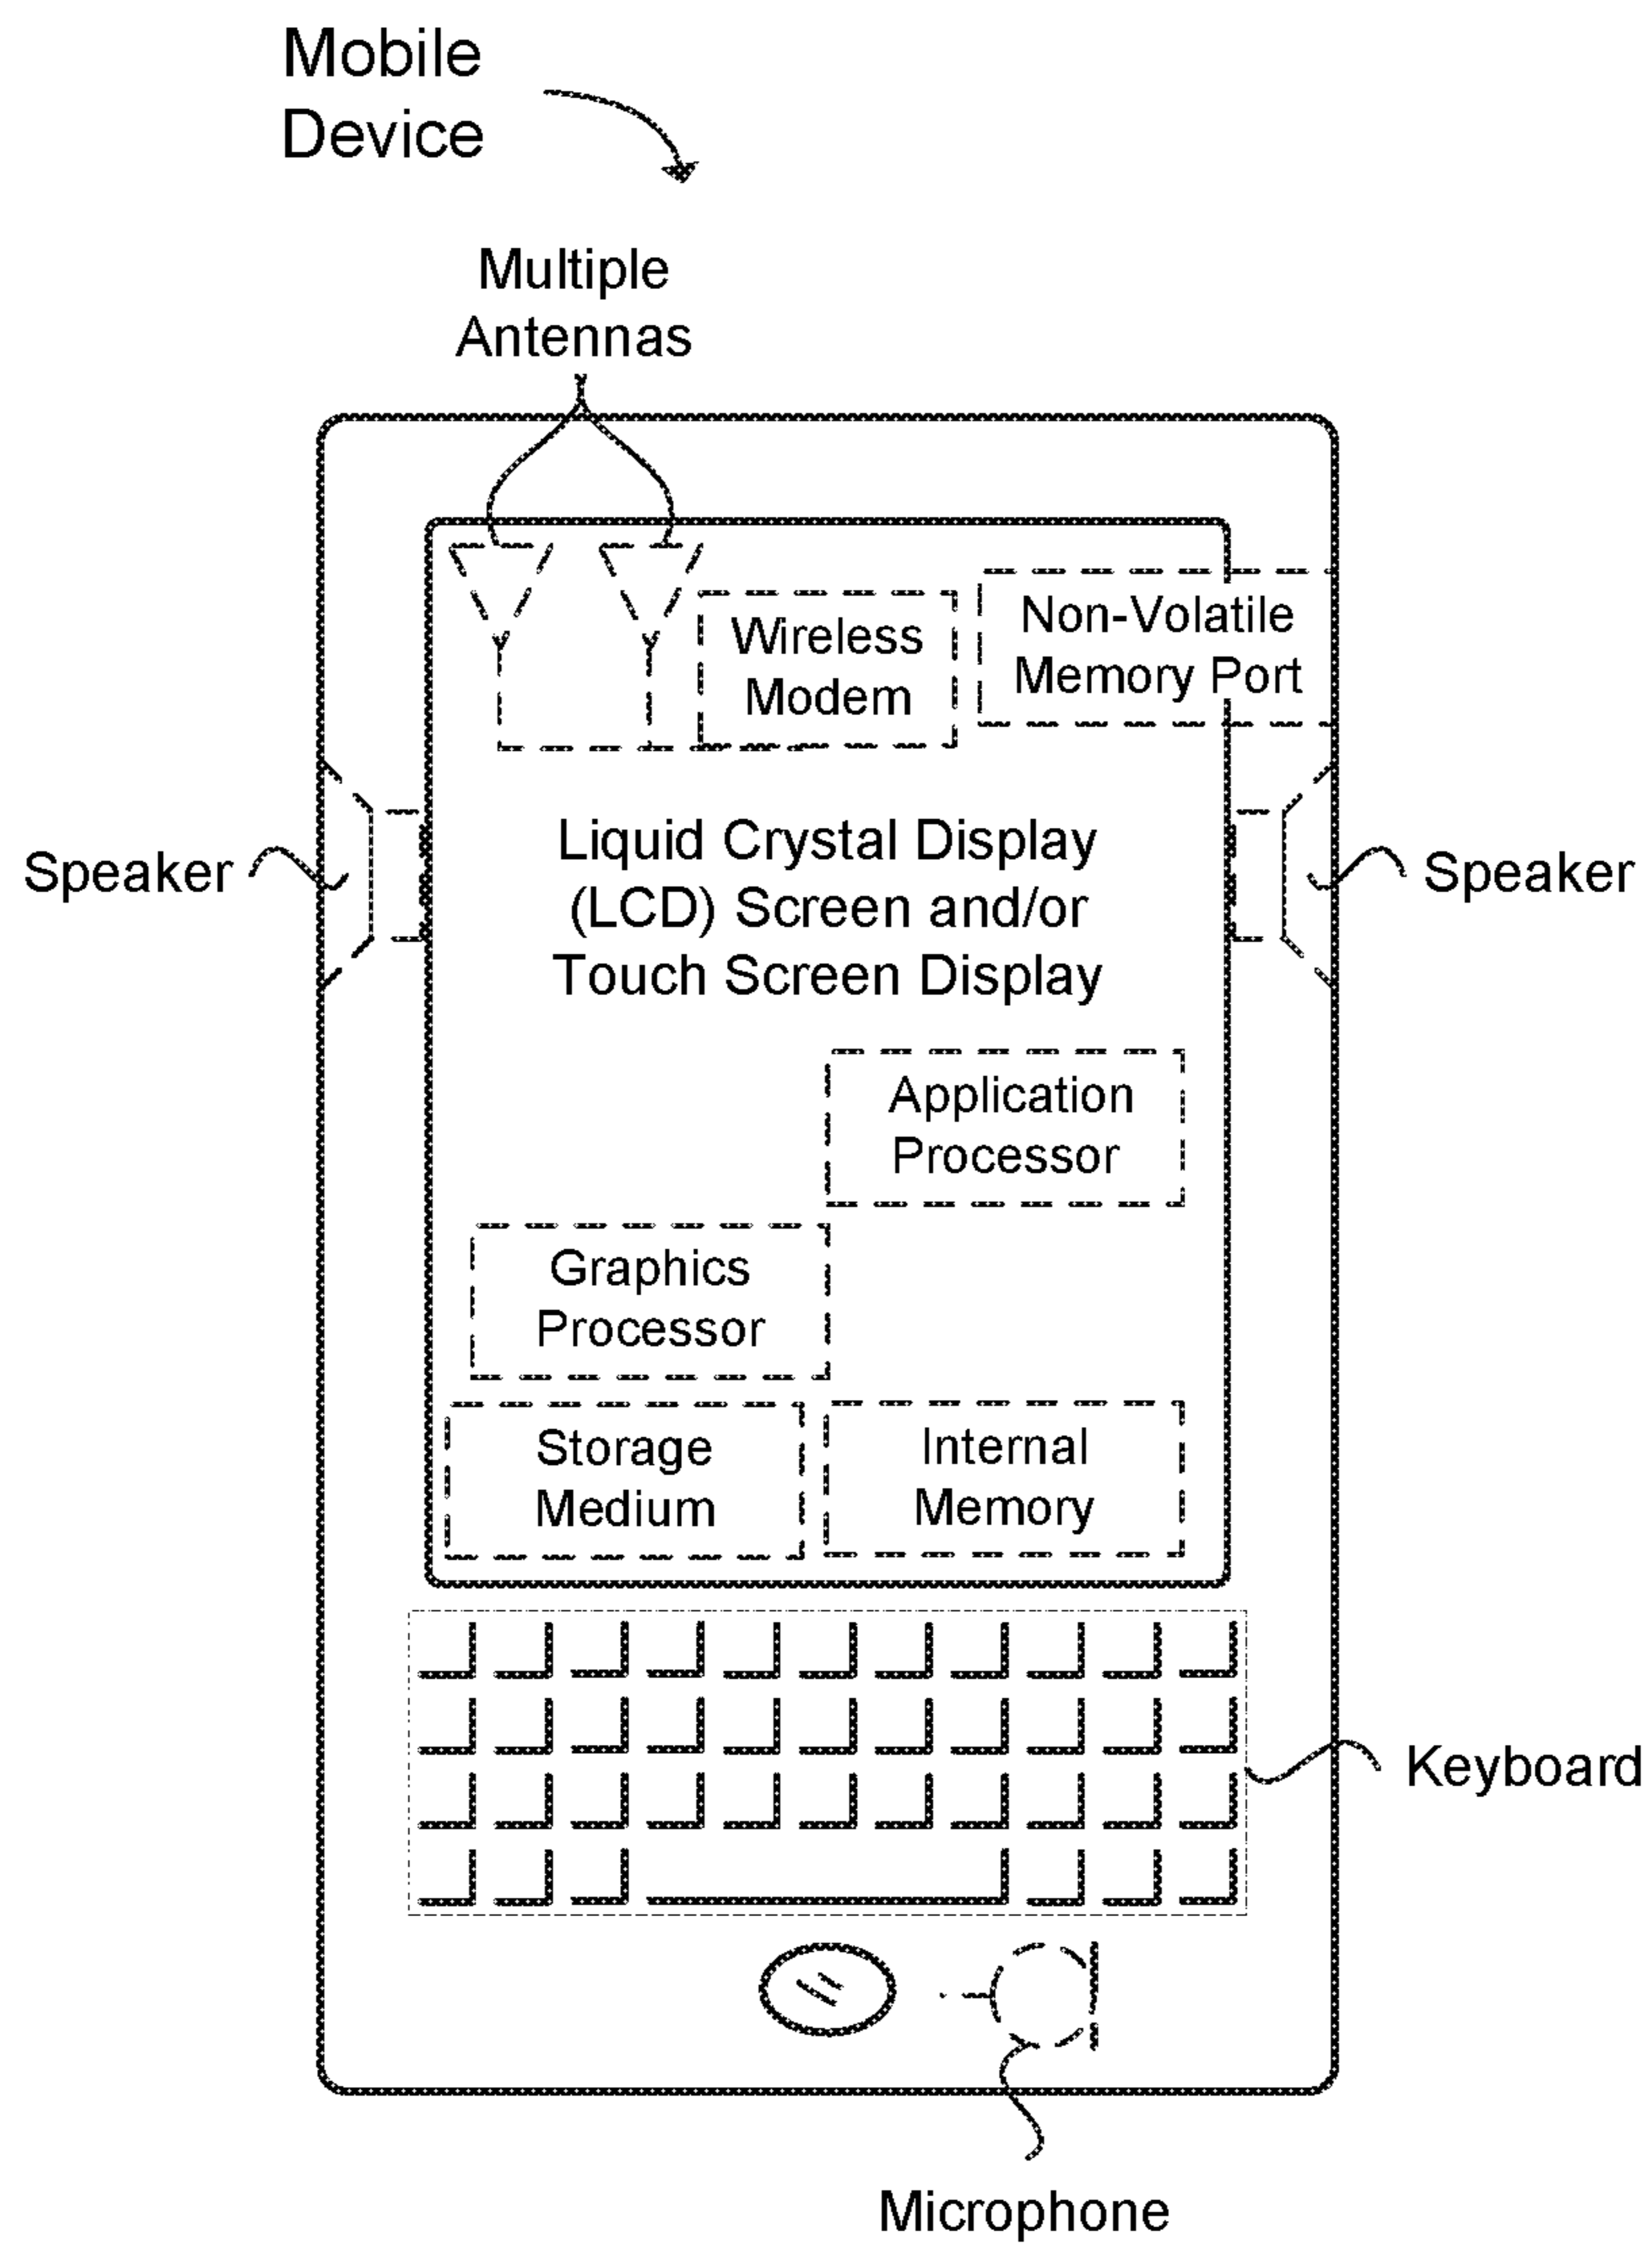 Mobile
Device
Multiple
Antennas
Wireless
Modem
Non-Volatile
Memory Port
Speaker
Liquid Crystal Display
(LCD) Screen and/or
Touch Screen Display
Speaker
Application
Processor
Graphics
Processor
Storage
Medium
Internal
Memory
Keyboard
Microphone